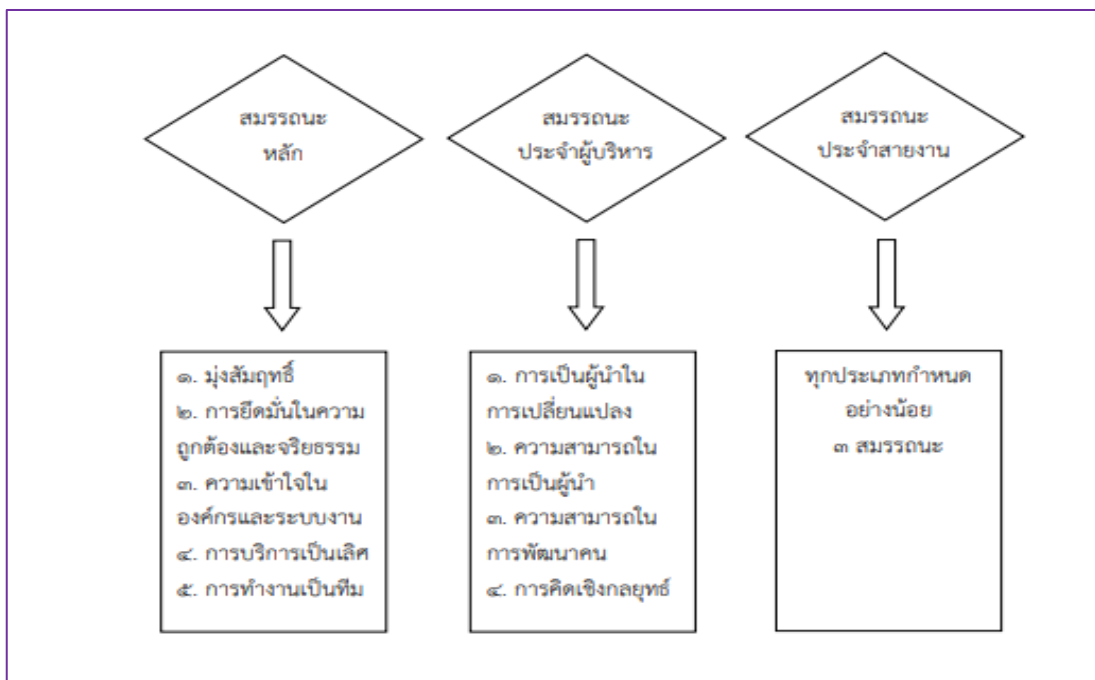 สมรรถนะ
หลัก
สมรรถนะ
ประจำผู้บริหาร
สมรรถนะ
ประจำสายงาน
๑. มุ่งสัมฤทธิ์
๒. การยึดมั่นในความ
ถูกต้องและจริยธรรม
๓. ความเข้าใจใน
องค์กรและระบบงาน
๔. การบริการเป็นเลิศ
๕. การทำงานเป็นทีม
๑. การเป็นผู้นำใน
การเปลี่ยนแปลง
๒. ความสามารถใน
การเป็นผู้นำ
๓. ความสามารถใน
การพัฒนาคน
๔. การคิดเชิงกลยุทธ์
ทุกประเภทกำหนด
อย่างน้อย
๓ สมรรถนะ